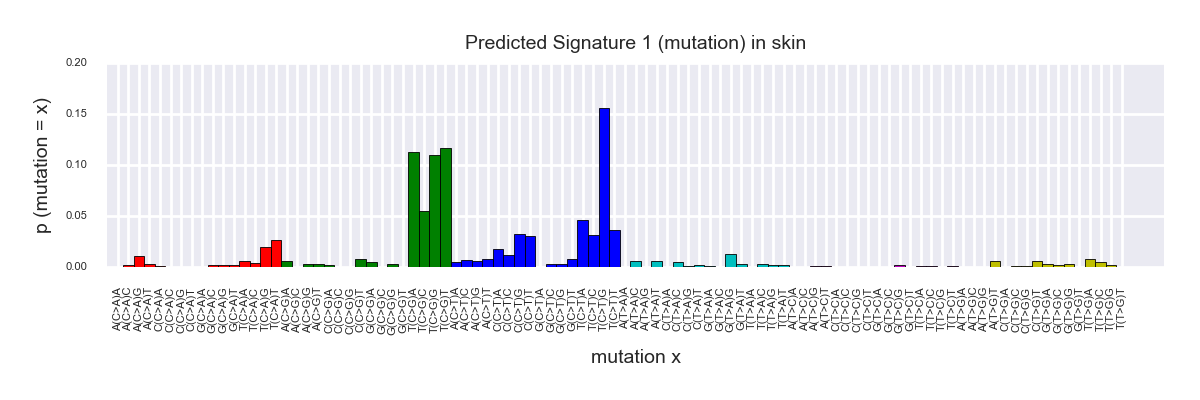 Predicted Signature 1 (mutation) in skin
p (mutation = x)
0.20
0.15
0.10
0.05
0.00
A(C>A)A
A(C>A)C
A(C>A)G
A(C>A)T
C(C>A)A
C(C>A)C
C(C>A)G
C(C>A)T
G(C>A)A
G(C>A)C
G(C>A)G
G(C>A)T
T(C>A)A
T(C>A)C
T(C>A)G
T(C>A)T
A(C>G)A
A(C>G)C
A(C>G)G
A(C>G)T
C(C>G)A
C(C>G)C
C(C>G)G
C(C>G)T
G(C>G)A
G(C>G)C
G(C>G)G
G(C>G)T
T(C>G)A
T(C>G)C
T(C>G)G
T(C>G)T
A(C>T)A
A(C>T)C
A(C>T)G
A(C>T)T
C(C>T)A
C(C>T)C
C(C>T)G
C(C>T)T
G(C>T)A
G(C>T)C
G(C>T)G
G(C>T)T
T(C>T)A
T(C>T)C
T(C>T)G
T(C>T)T
A(T>A)A
A(T>A)C
A(T>A)G
A(T>A)T
C(T>A)A
C(T>A)C
C(T>A)G
C(T>A)T
G(T>A)A
G(T>A)C
G(T>A)G
G(T>A)T
T(T>A)A
T(T>A)C
T(T>A)G
T(T>A)T
A(T>C)A
A(T>C)C
A(T>C)G
A(T>C)T
C(T>C)A
C(T>C)C
C(T>C)G
C(T>C)T
G(T>C)A
G(T>C)C
G(T>C)G
G(T>C)T
T(T>C)A
T(T>C)C
T(T>C)G
T(T>C)T
A(T>G)A
A(T>G)C
A(T>G)G
A(T>G)T
C(T>G)A
C(T>G)C
C(T>G)G
C(T>G)T
G(T>G)A
G(T>G)C
G(T>G)G
G(T>G)T
T(T>G)A
T(T>G)C
T(T>G)G
T(T>G)T
mutation x